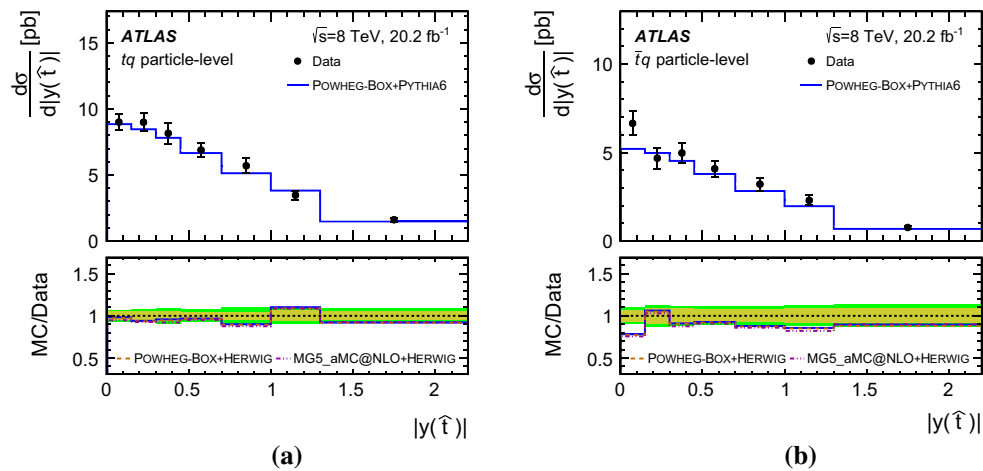 ATLAS √s=8 TeV, 20.2 fb⁻¹
tq particle-level
Data
POWHEG-BOX+PYTHIA6
dσ/d|y(t̂)| [pb]
15
10
5
0
MC/Data
1.5
1
0.5
POWHEG-BOX+HERWIG MG5_aMC@NLO+HERWIG
0 0.5 1 1.5 2
|y(t̂)|
(a)
ATLAS √s=8 TeV, 20.2 fb⁻¹
t̄q particle-level
Data
POWHEG-BOX+PYTHIA6
dσ/d|y(t̂)| [pb]
10
5
0
MC/Data
1.5
1
0.5
POWHEG-BOX+HERWIG MG5_aMC@NLO+HERWIG
0 0.5 1 1.5 2
|y(t̂)|
(b)